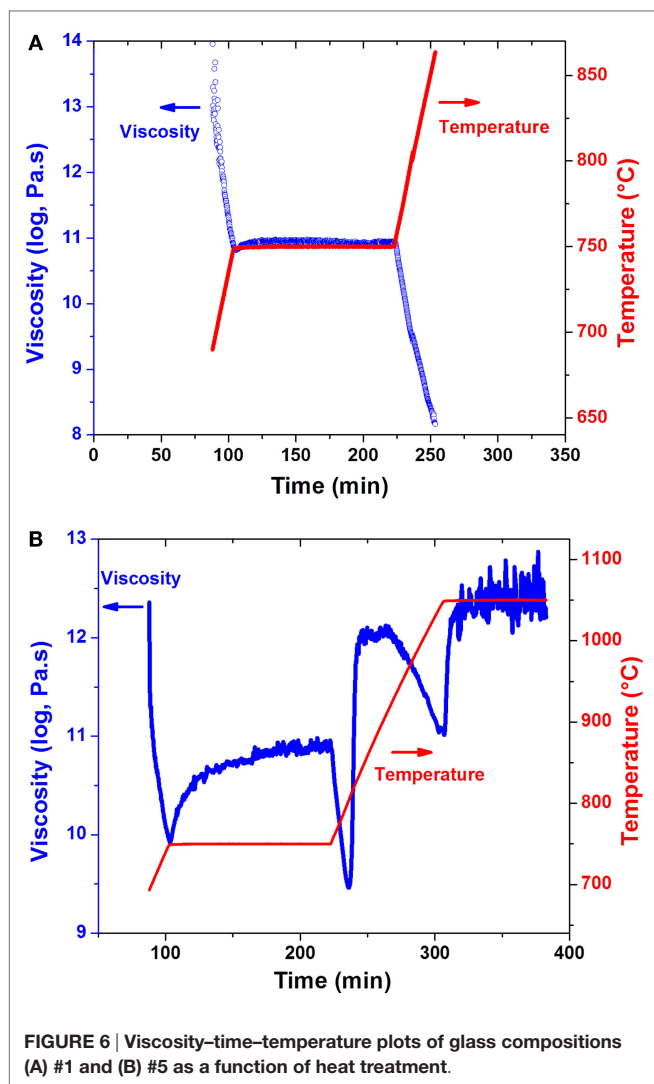 A
14
13
12
11
10
9
8
Viscosity (log, Pa.s)
Viscosity
Temperature
850
800
750
700
650
Temperature (°C)
0 50 100 150 200 250 300 350
Time (min)
B
13
12
11
10
9
Viscosity (log, Pa.s)
Viscosity
Temperature
1100
1000
900
800
700
Temperature (°C)
100 200 300 400
Time (min)
FIGURE 6 | Viscosity–time–temperature plots of glass compositions
(A) #1 and (B) #5 as a function of heat treatment.